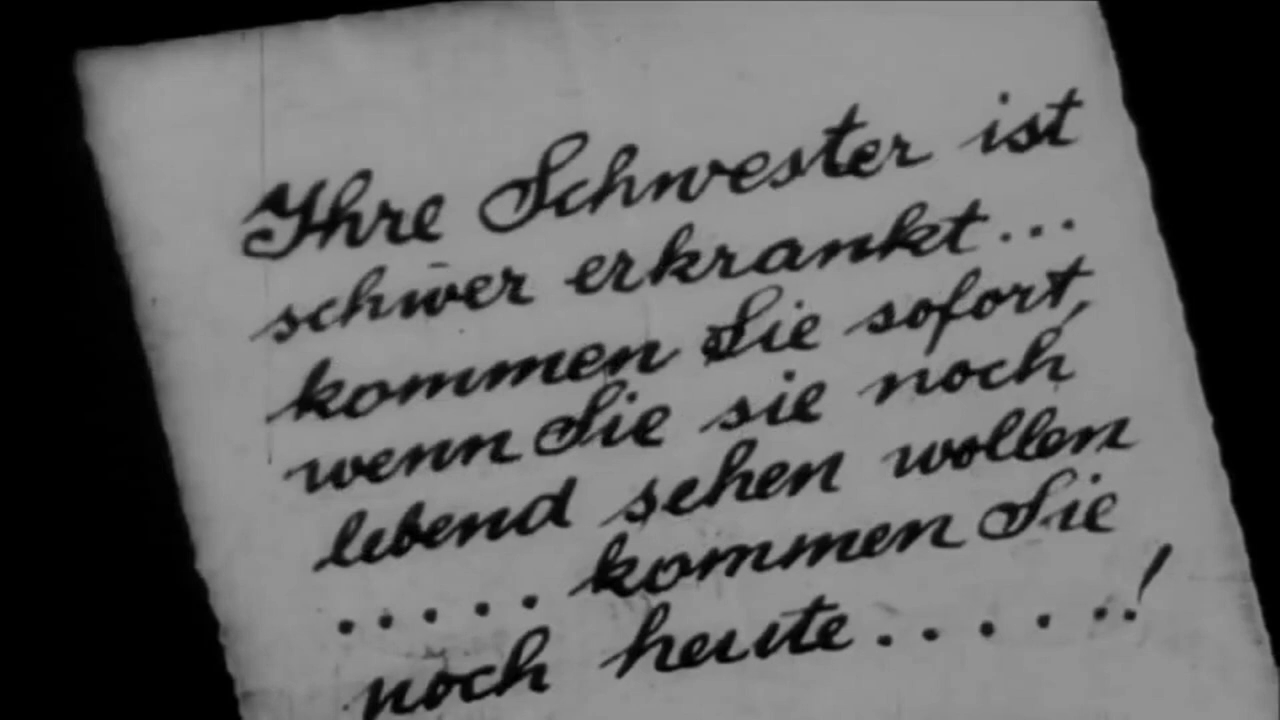 Ihre Schwester ist
schwer erkrankt...
kommen Sie sofort,
wenn Sie sie noch
lebend sehen wollen
..... kommen Sie
noch heute......!